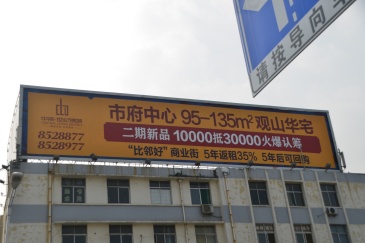 请按导向车
市府中心 95-135m² 观山华宅
二期新品 10000抵30000火爆认筹
"比邻好" 商业街 5年返租35% 5年后可回购
8528877
8528977